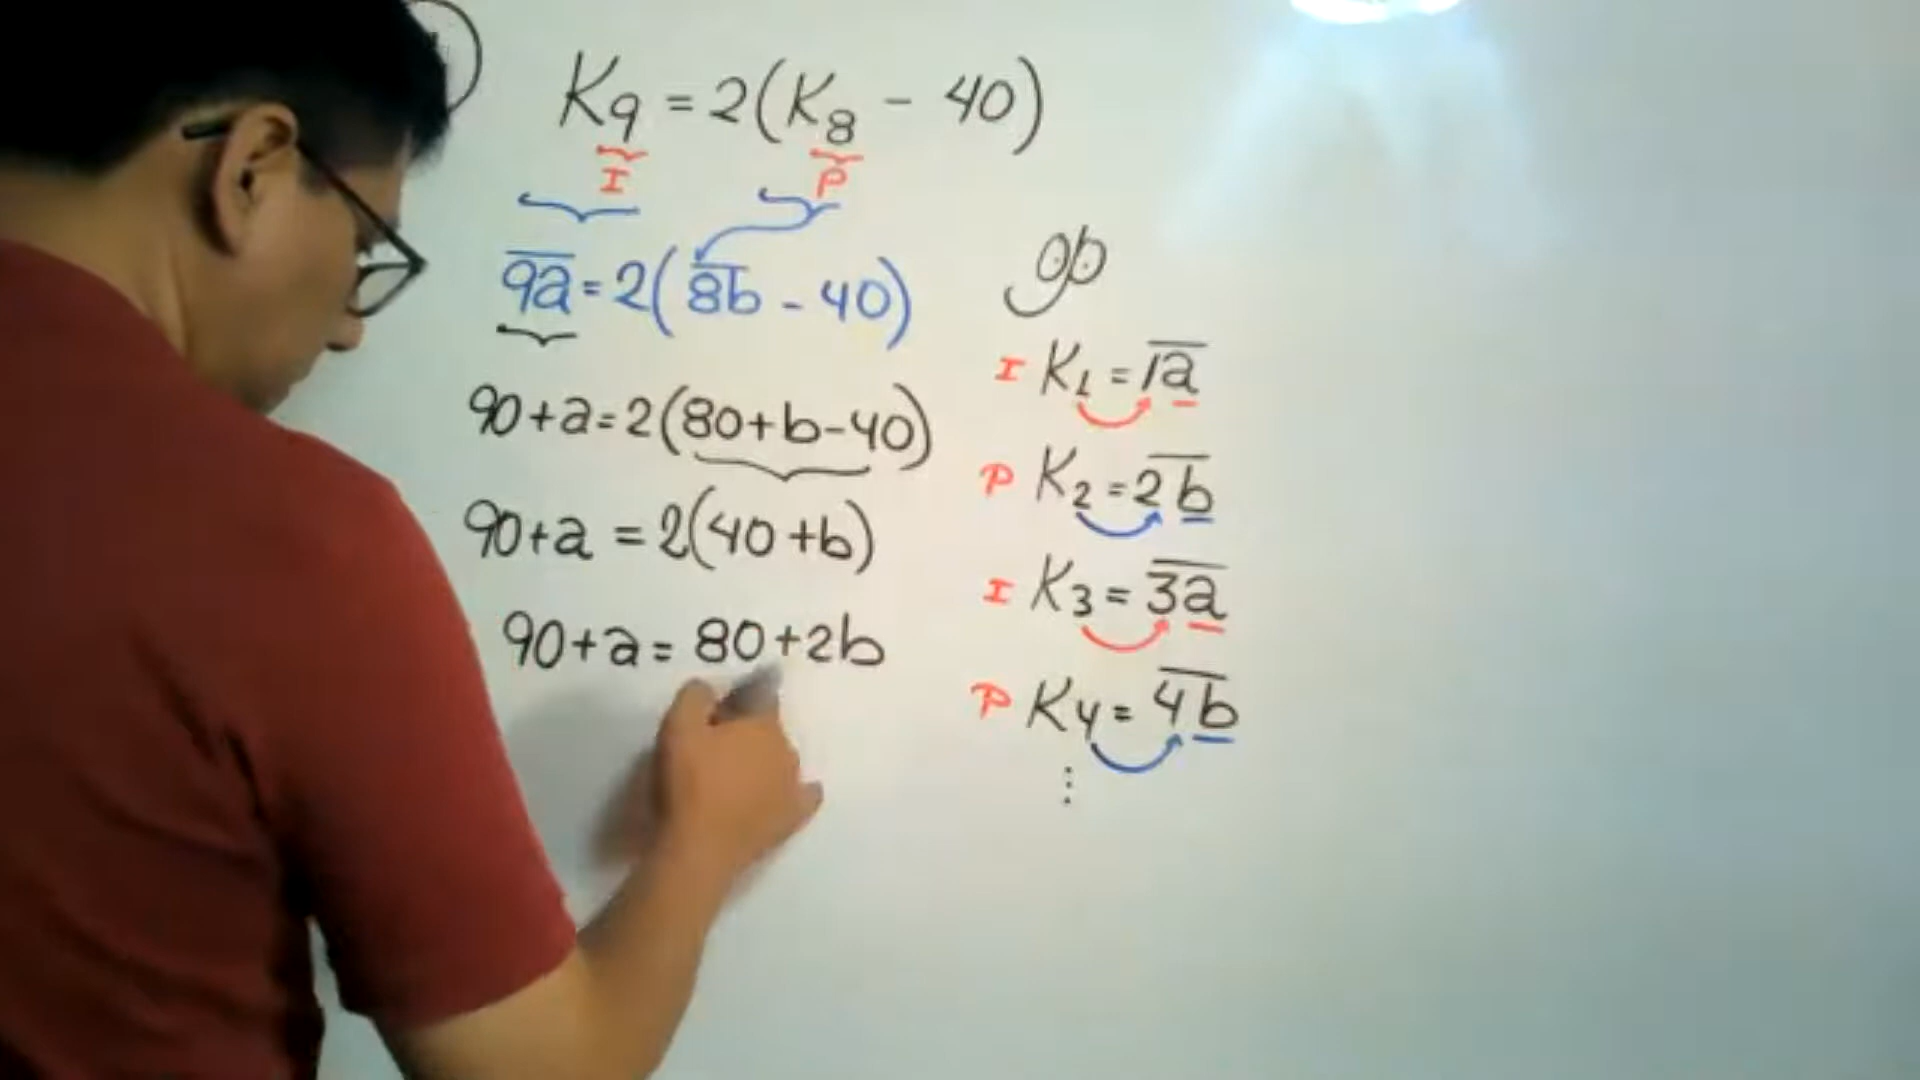 K₉ = 2(K₈ - 40)
I P
9a = 2(8b - 40)
90+a=2(80+b-40)
90+a = 2(40+b)
90+a = 80+2b
I K₁ = 1a
P K₂ = 2b
I K₃ = 3a
P K₄ = 4b
⋮